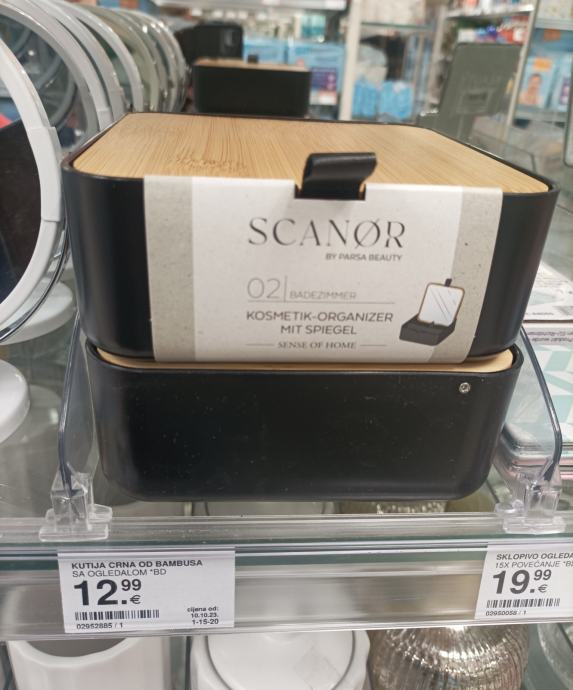 SCANØR
BY PARSA BEAUTY
02 | BADEZIMMER
KOSMETIK-ORGANIZER
MIT SPIEGEL
SENSE OF HOME
KUTIJA CRNA OD BAMBUSA
SA OGLEDALOM *BD
12.99
€
cijena od:
10.10.23.
02952885 / 1
1-15-20
SKLOPIVO OGLEDA
15X POVEĆANJE *B
19.99
€
02950058 / 1